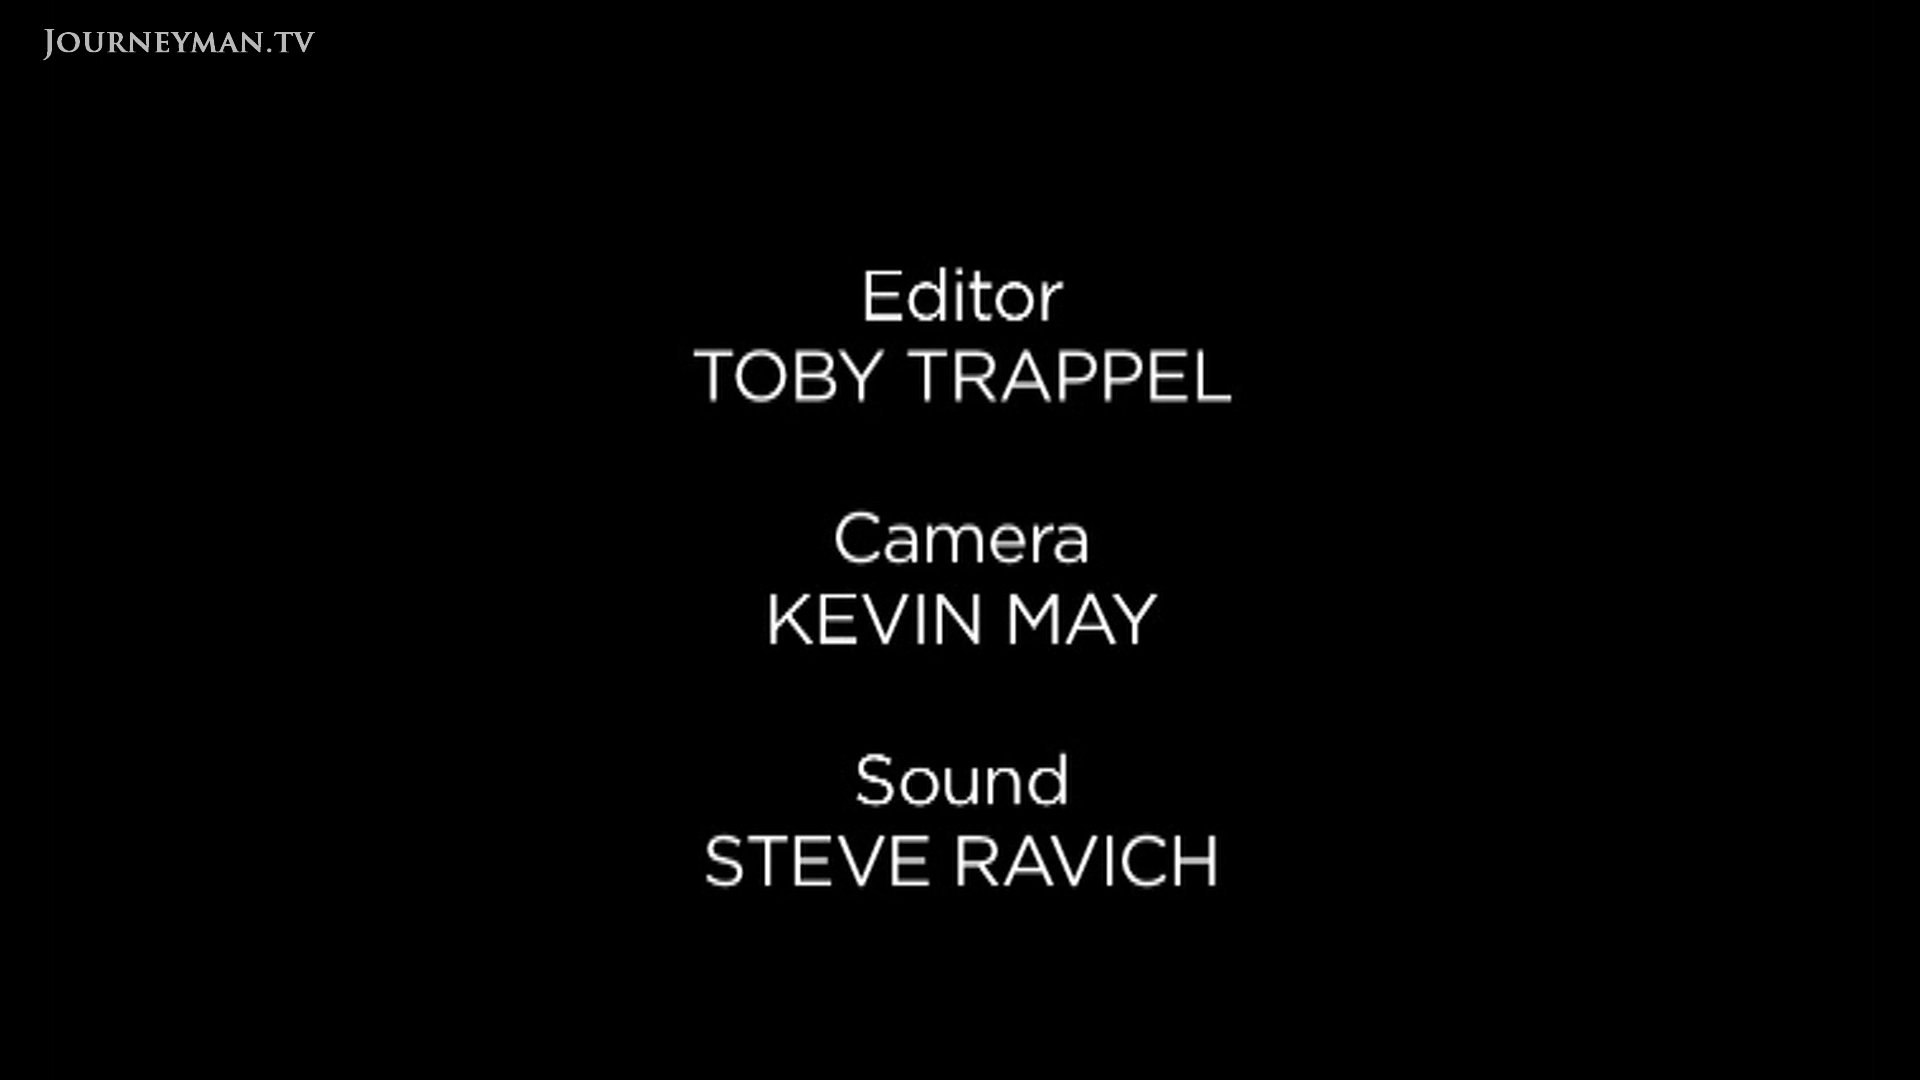 JOURNEYMAN.TV
Editor
TOBY TRAPPEL
Camera
KEVIN MAY
Sound
STEVE RAVICH